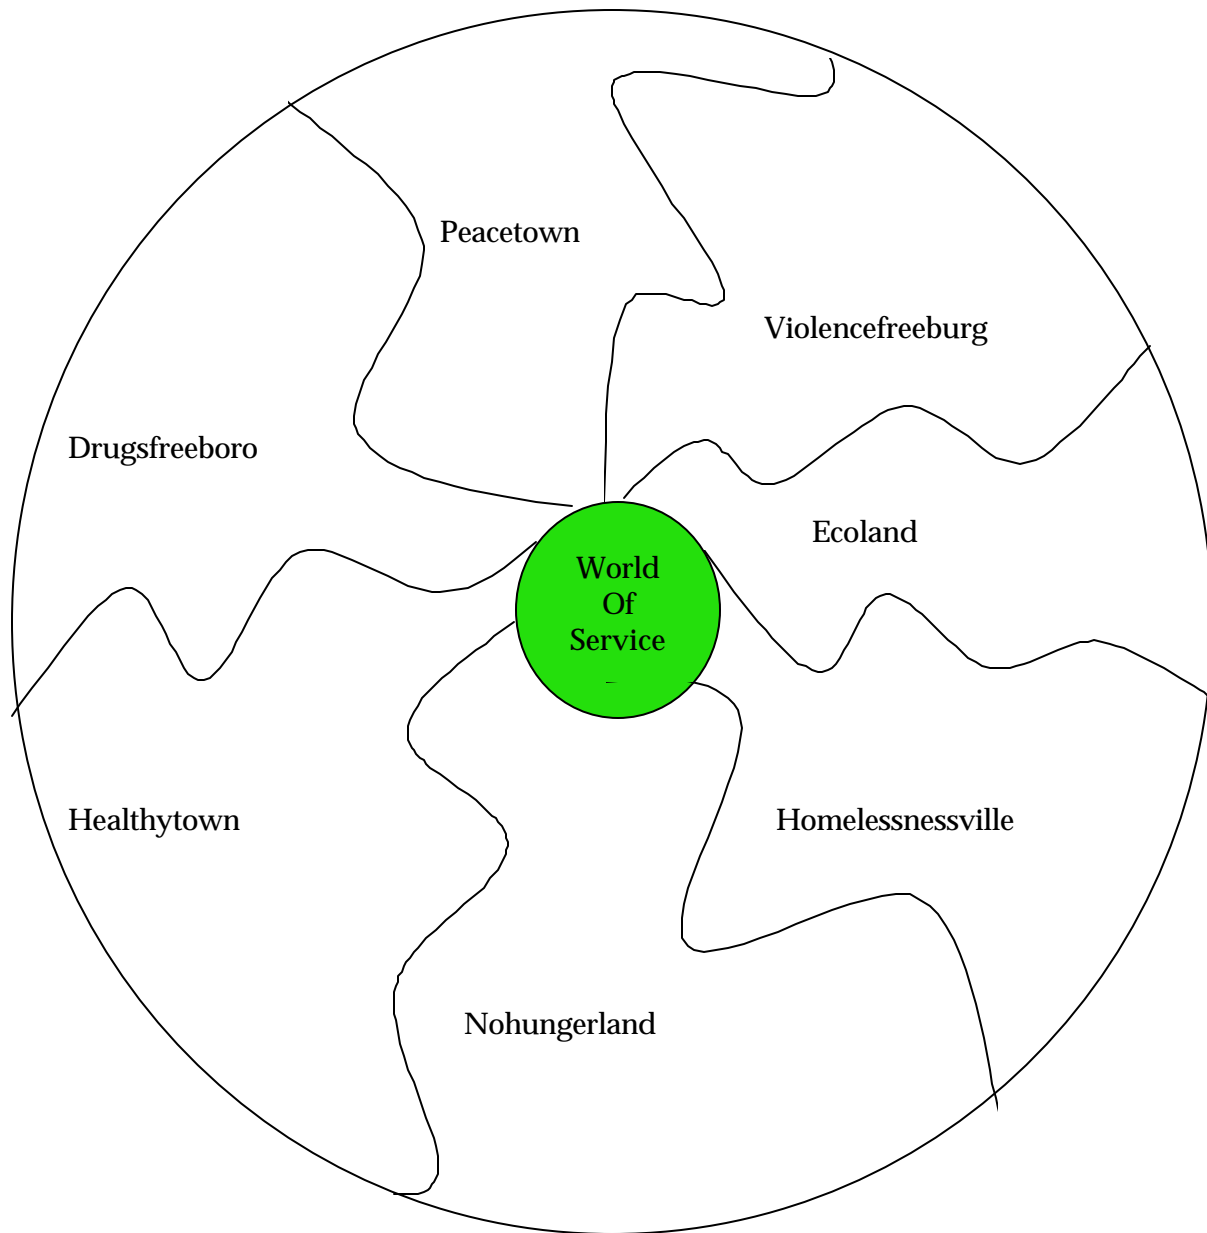 Peacetown
Violencefreeburg
Drugsfreeboro
Ecoland
World
Of
Service
Healthytown
Homelessnessville
Nohungerland